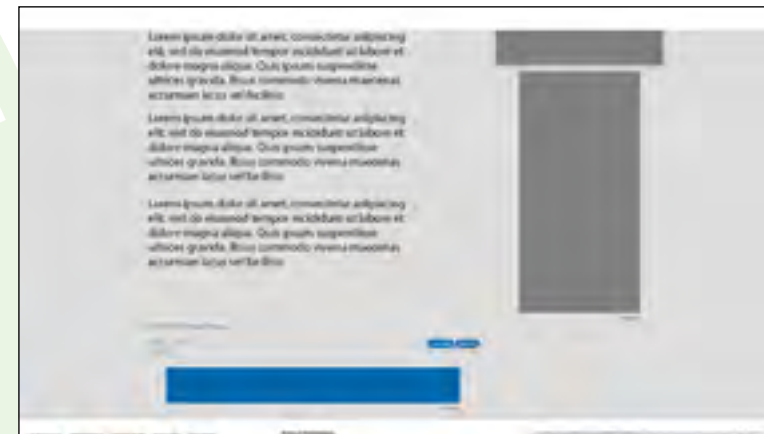 Lorem ipsum dolor sit amet, consectetur adipiscing
elit, sed do eiusmod tempor incididunt ut labore et
dolore magna aliqua. Quis ipsum suspendisse
ultrices gravida. Risus commodo viverra maecenas
accumsan lacus vel facilisis
Lorem ipsum dolor sit amet, consectetur adipiscing
elit, sed do eiusmod tempor incididunt ut labore et
dolore magna aliqua. Quis ipsum suspendisse
ultrices gravida. Risus commodo viverra maecenas
accumsan lacus vel facilisis
Lorem ipsum dolor sit amet, consectetur adipiscing
elit, sed do eiusmod tempor incididunt ut labore et
dolore magna aliqua. Quis ipsum suspendisse
ultrices gravida. Risus commodo viverra maecenas
accumsan lacus vel facilisis